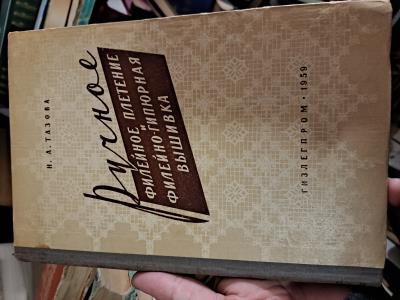 Н. А. ТАЗОВА
Ручное
ФИЛЕЙНОЕ ПЛЕТЕНИЕ
И
ФИЛЕЙНО-ГИПЮРНАЯ
ВЫШИВКА
ГИЗЛЕГПРОМ • 1959